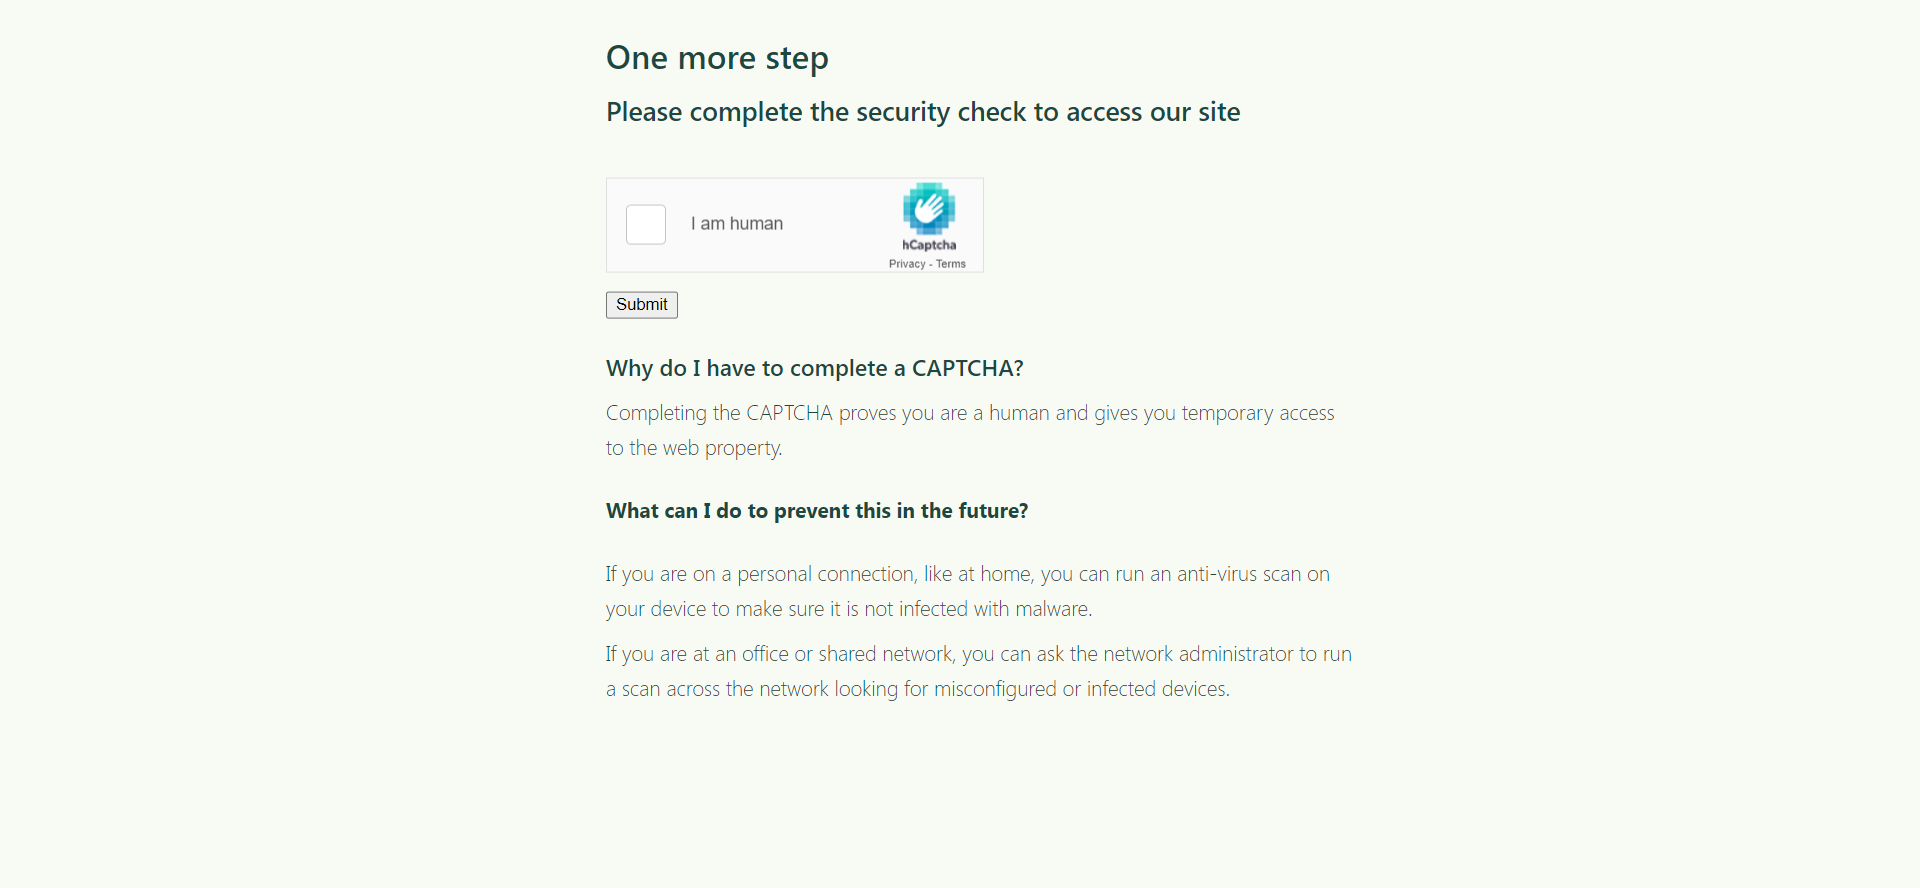 One more step
Please complete the security check to access our site
I am human
hCaptcha
Privacy - Terms
Submit
Why do I have to complete a CAPTCHA?
Completing the CAPTCHA proves you are a human and gives you temporary access
to the web property.
What can I do to prevent this in the future?
If you are on a personal connection, like at home, you can run an anti-virus scan on
your device to make sure it is not infected with malware.
If you are at an office or shared network, you can ask the network administrator to run
a scan across the network looking for misconfigured or infected devices.